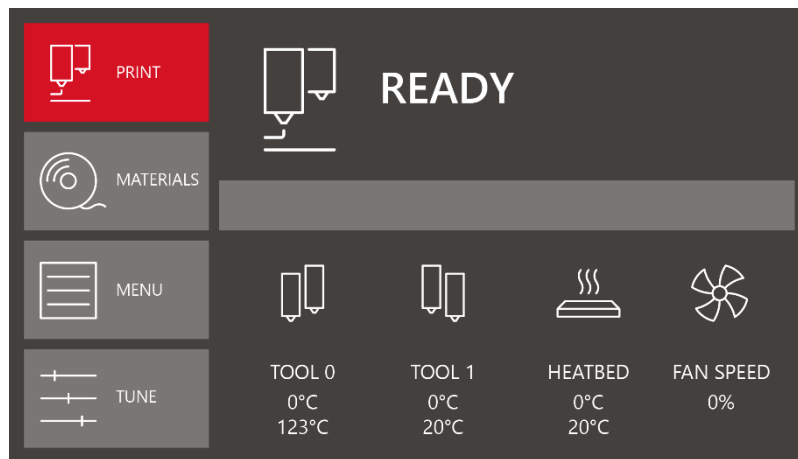 PRINT
READY
MATERIALS
MENU
TOOL 0
TOOL 1
HEATBED
FAN SPEED
0°C
0°C
0°C
0%
123°C
20°C
20°C
TUNE